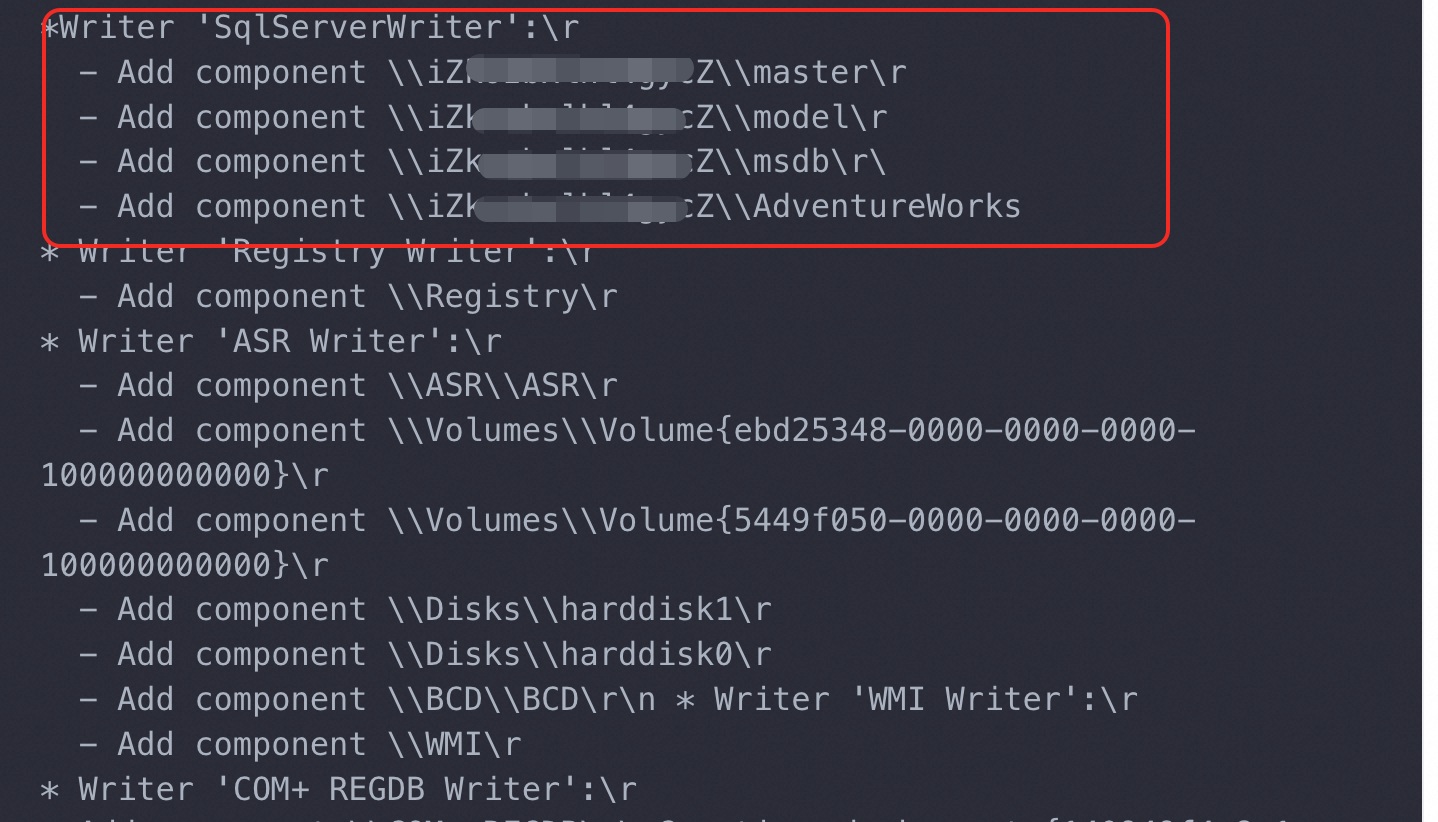 *Writer 'SqlServerWriter':\r
- Add component \\iZ Z\\master\r
- Add component \\iZk cZ\\model\r
- Add component \\iZk cZ\\msdb\r\
- Add component \\iZk cZ\\AdventureWorks
* Writer 'Registry Writer':\r
- Add component \\Registry\r
* Writer 'ASR Writer':\r
- Add component \\ASR\\ASR\r
- Add component \\Volumes\\Volume{ebd25348-0000-0000-0000-
100000000000}\r
- Add component \\Volumes\\Volume{5449f050-0000-0000-0000-
100000000000}\r
- Add component \\Disks\\harddisk1\r
- Add component \\Disks\\harddisk0\r
- Add component \\BCD\\BCD\r\n * Writer 'WMI Writer':\r
- Add component \\WMI\r
* Writer 'COM+ REGDB Writer':\r